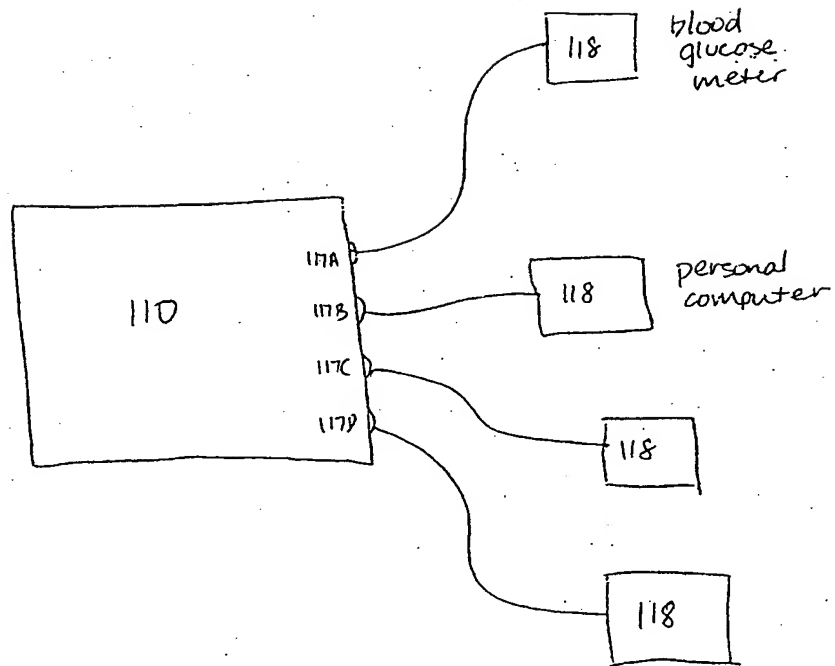 118
blood
glucose
meter
117A
110
117B
118
personal
computer
117C
117D
118
118